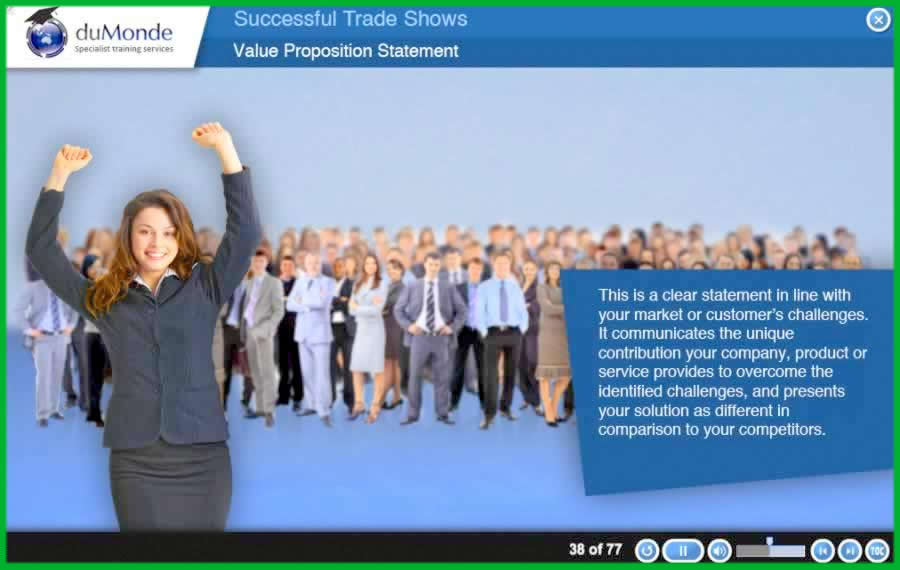 duMonde
Specialist training services
Successful Trade Shows
Value Proposition Statement
This is a clear statement in line with
your market or customer's challenges.
It communicates the unique
contribution your company, product or
service provides to overcome the
identified challenges, and presents
your solution as different in
comparison to your competitors.
38 of 77
TOC